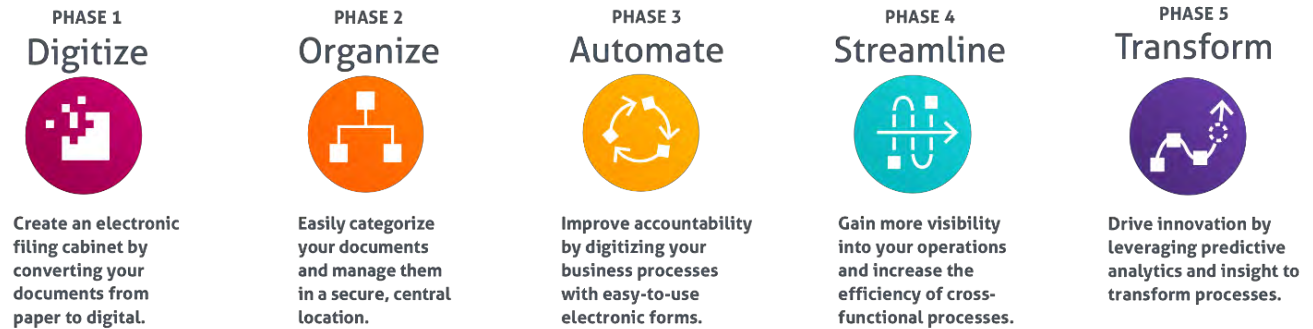 PHASE 1
Digitize
Create an electronic
filing cabinet by
converting your
documents from
paper to digital.
PHASE 2
Organize
Easily categorize
your documents
and manage them
in a secure, central
location.
PHASE 3
Automate
Improve accountability
by digitizing your
business processes
with easy-to-use
electronic forms.
PHASE 4
Streamline
Gain more visibility
into your operations
and increase the
efficiency of cross-
functional processes.
PHASE 5
Transform
Drive innovation by
leveraging predictive
analytics and insight to
transform processes.